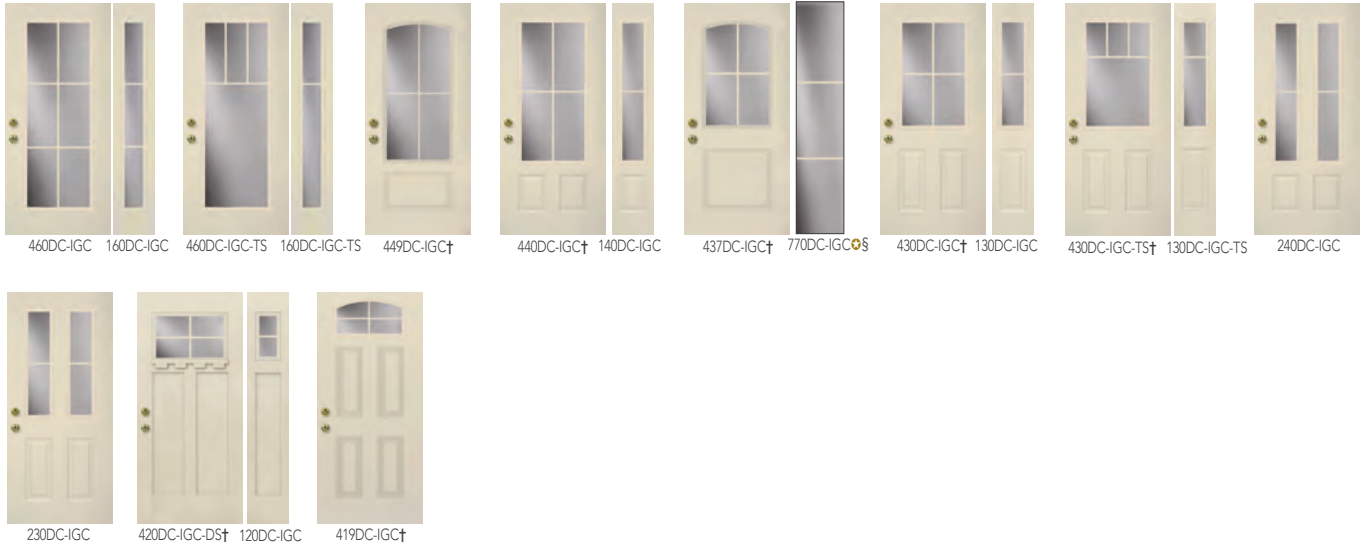 460DC-IGC 160DC-IGC 460DC-IGC-TS 160DC-IGC-TS 449DC-IGC† 440DC-IGC† 140DC-IGC 437DC-IGC† 770DC-IGC✪§ 430DC-IGC† 130DC-IGC 430DC-IGC-TS† 130DC-IGC-TS 240DC-IGC
230DC-IGC 420DC-IGC-DS† 120DC-IGC 419DC-IGC†